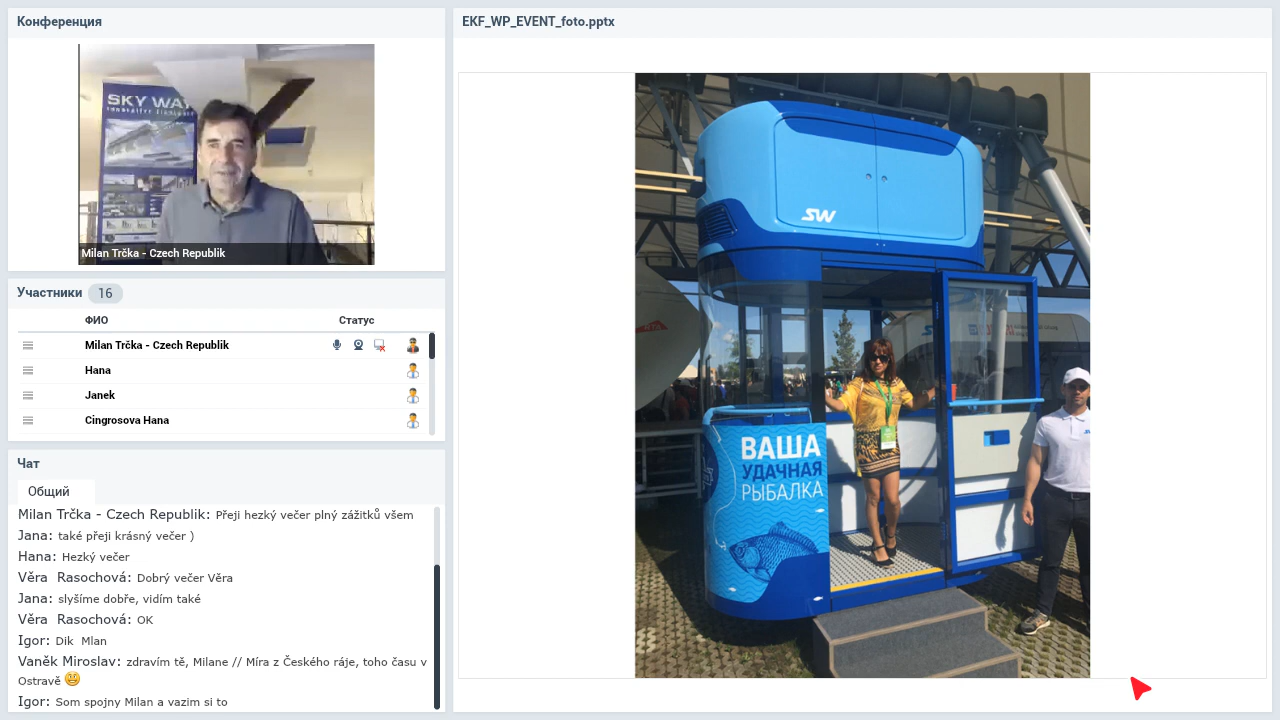 Конференция
SKY WAY
Milan Trčka - Czech Republik
Участники 16
ФИО Статус
Milan Trčka - Czech Republik
Hana
Janek
Cingrosova Hana
Чат
Общий
Milan Trčka - Czech Republik: Přeji hezký večer plný zážitků všem
Jana: také přeji krásný večer )
Hana: Hezký večer
Věra Rasochová: Dobrý večer Věra
Jana: slyšíme dobře, vidím také
Věra Rasochová: OK
Igor: Dik Mlan
Vaněk Miroslav: zdravím tě, Milane // Míra z Českého ráje, toho času v
Ostravě
Igor: Som spojny Milan a vazim si to
EKF_WP_EVENT_foto.pptx
SW
ВАША
УДАЧНАЯ
РЫБАЛКА